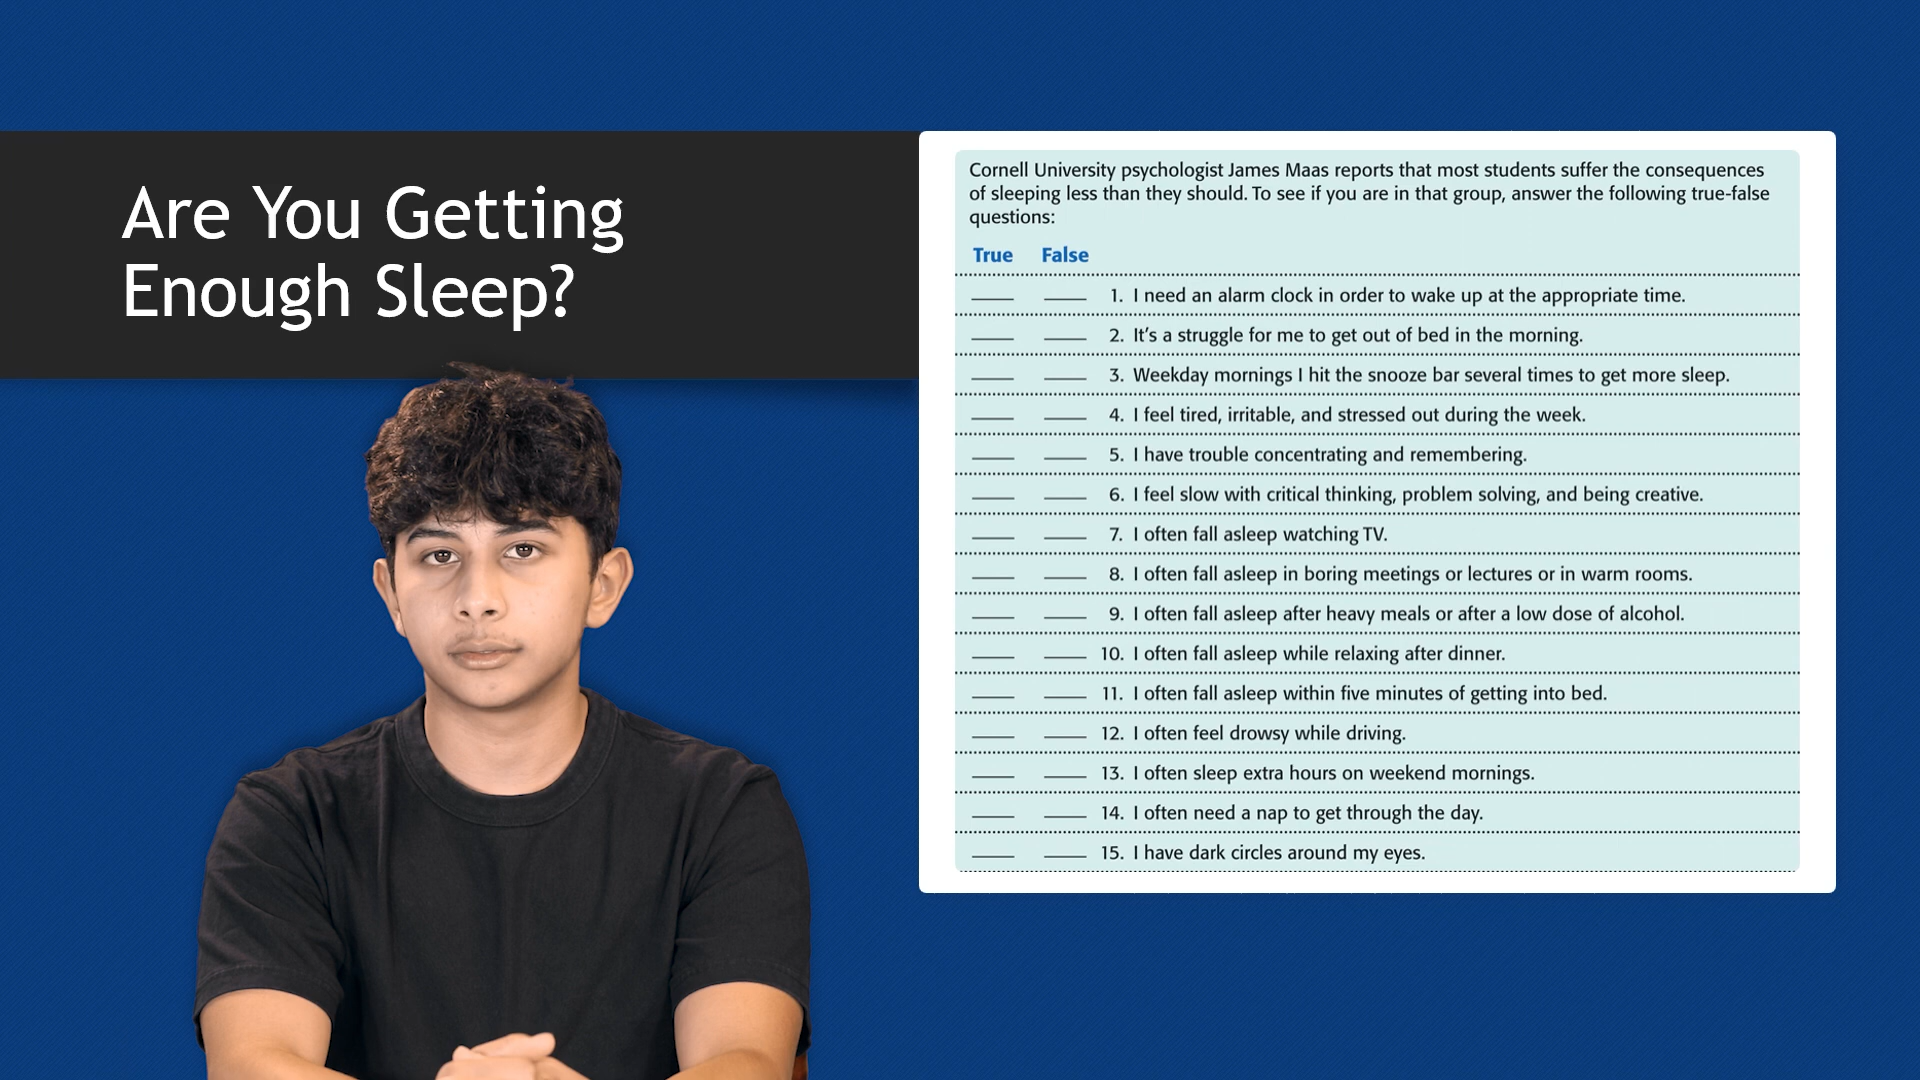 Are You Getting
Enough Sleep?
Cornell University psychologist James Maas reports that most students suffer the consequences
of sleeping less than they should. To see if you are in that group, answer the following true-false
questions:
True False
1. I need an alarm clock in order to wake up at the appropriate time.
2. It’s a struggle for me to get out of bed in the morning.
3. Weekday mornings I hit the snooze bar several times to get more sleep.
4. I feel tired, irritable, and stressed out during the week.
5. I have trouble concentrating and remembering.
6. I feel slow with critical thinking, problem solving, and being creative.
7. I often fall asleep watching TV.
8. I often fall asleep in boring meetings or lectures or in warm rooms.
9. I often fall asleep after heavy meals or after a low dose of alcohol.
10. I often fall asleep while relaxing after dinner.
11. I often fall asleep within five minutes of getting into bed.
12. I often feel drowsy while driving.
13. I often sleep extra hours on weekend mornings.
14. I often need a nap to get through the day.
15. I have dark circles around my eyes.